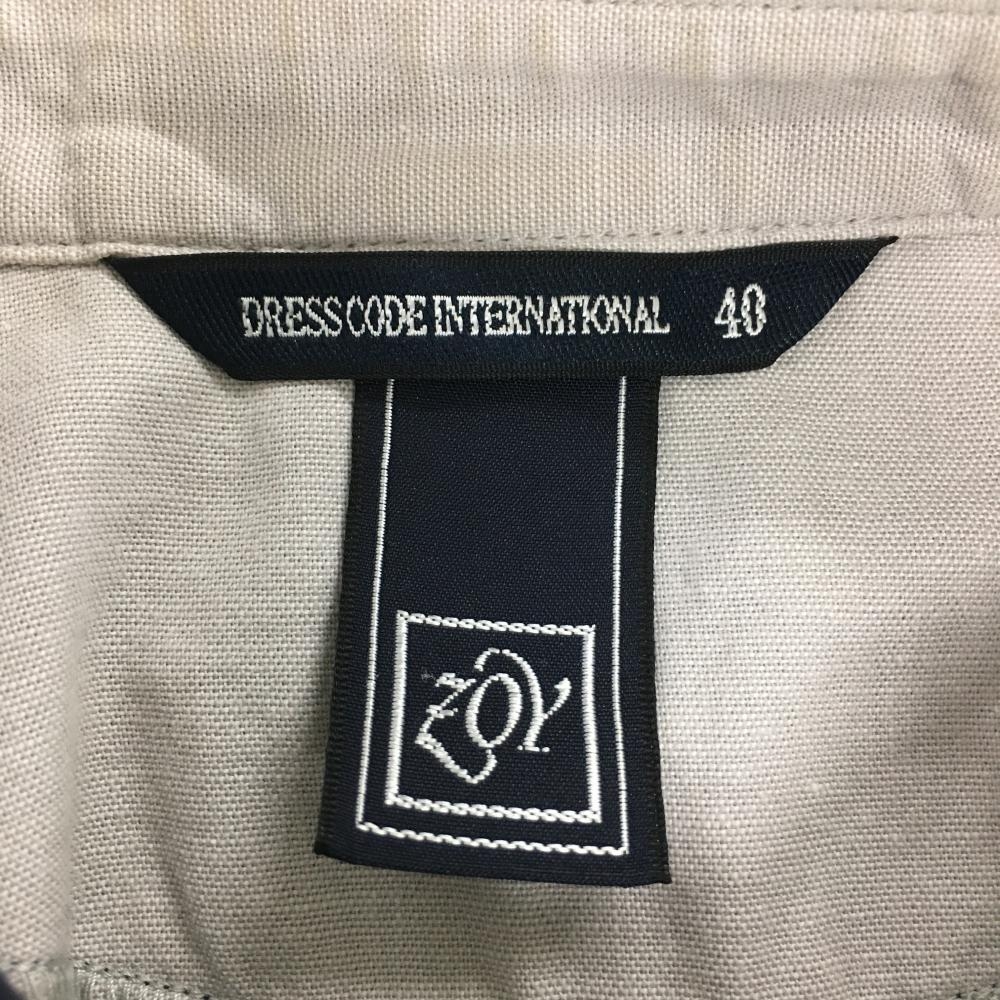 DRESS CODE INTERNATIONAL 40
ZOY